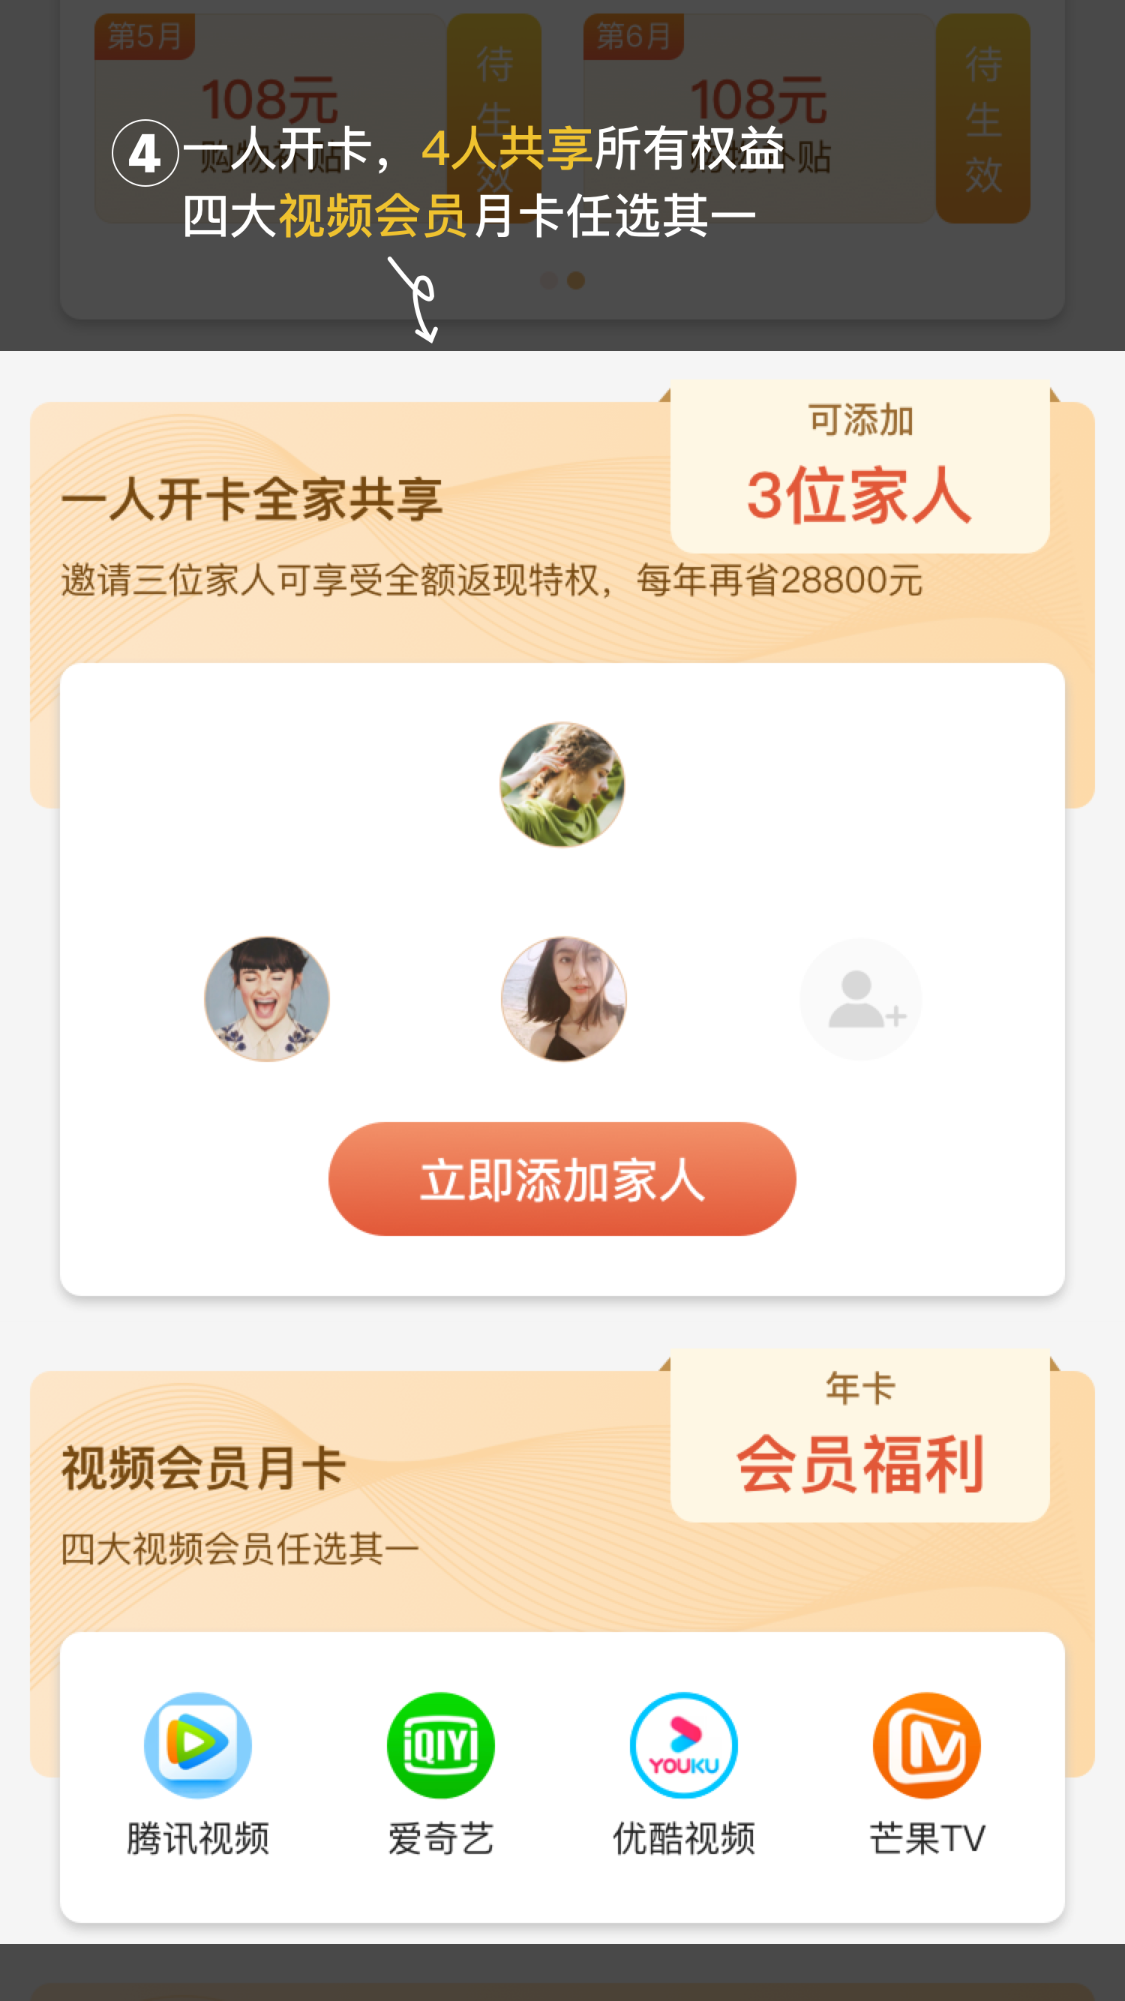 第5月
108元
购物补贴
待生效
第6月
108元
购物补贴
待生效
④一人开卡，4人共享所有权益
四大视频会员月卡任选其一
可添加
3位家人
一人开卡全家共享
邀请三位家人可享受全额返现特权，每年再省28800元
立即添加家人
年卡
会员福利
视频会员月卡
四大视频会员任选其一
iQIYI
YOUKU
腾讯视频
爱奇艺
优酷视频
芒果TV